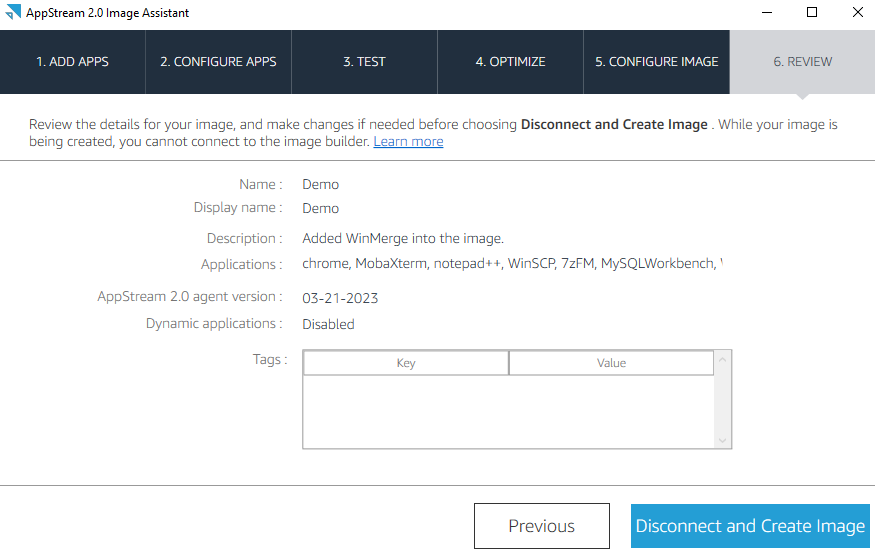 AppStream 2.0 Image Assistant
1. ADD APPS
2. CONFIGURE APPS
3. TEST
4. OPTIMIZE
5. CONFIGURE IMAGE
6. REVIEW
Review the details for your image, and make changes if needed before choosing Disconnect and Create Image . While your image is
being created, you cannot connect to the image builder. Learn more
Name : Demo
Display name : Demo
Description : Added WinMerge into the image.
Applications : chrome, MobaXterm, notepad++, WinSCP, 7zFM, MySQLWorkbench,
AppStream 2.0 agent version : 03-21-2023
Dynamic applications : Disabled
Tags :
Key Value
Previous
Disconnect and Create Image